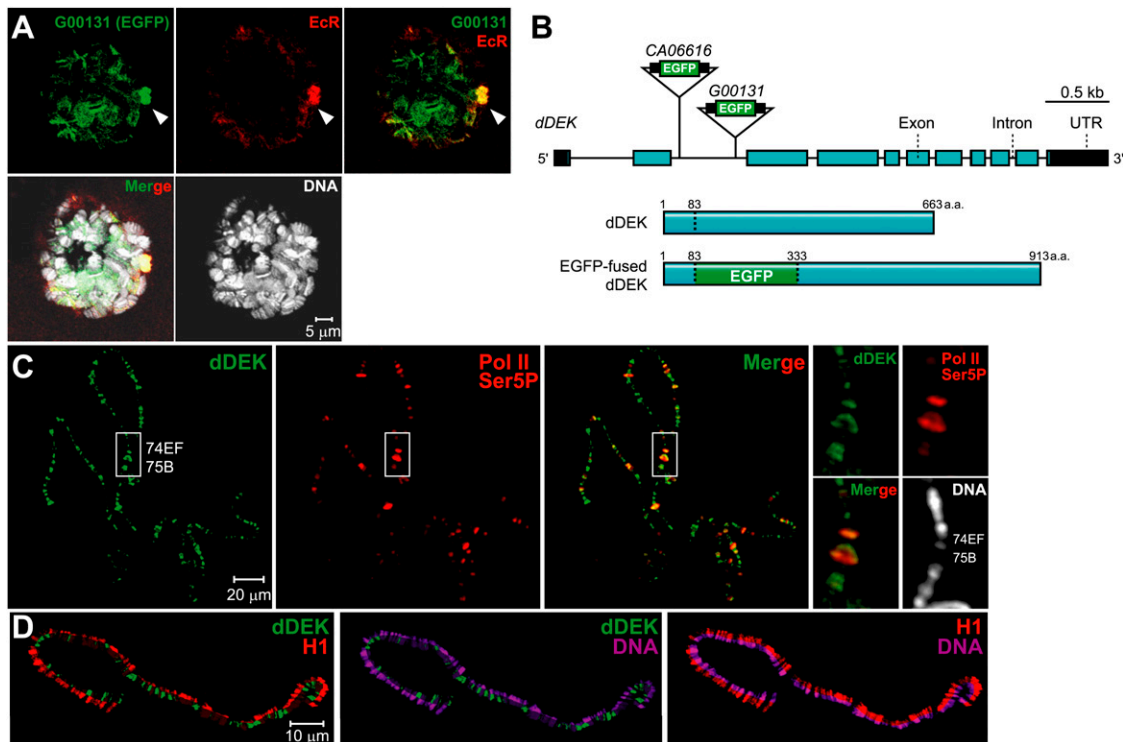 A
G00131 (EGFP)
EcR
G00131
EcR
Merge
DNA
5 μm
B
CA06616
EGFP
G00131
EGFP
0.5 kb
dDEK
Exon
Intron
UTR
5'
3'
1
83
663 a.a.
dDEK
1
83
333
913 a.a.
EGFP-fused
dDEK
EGFP
C
dDEK
74EF
75B
20 μm
Pol II
Ser5P
Merge
dDEK
Pol II
Ser5P
Merge
DNA
74EF
75B
D
dDEK
H1
10 μm
dDEK
DNA
H1
DNA